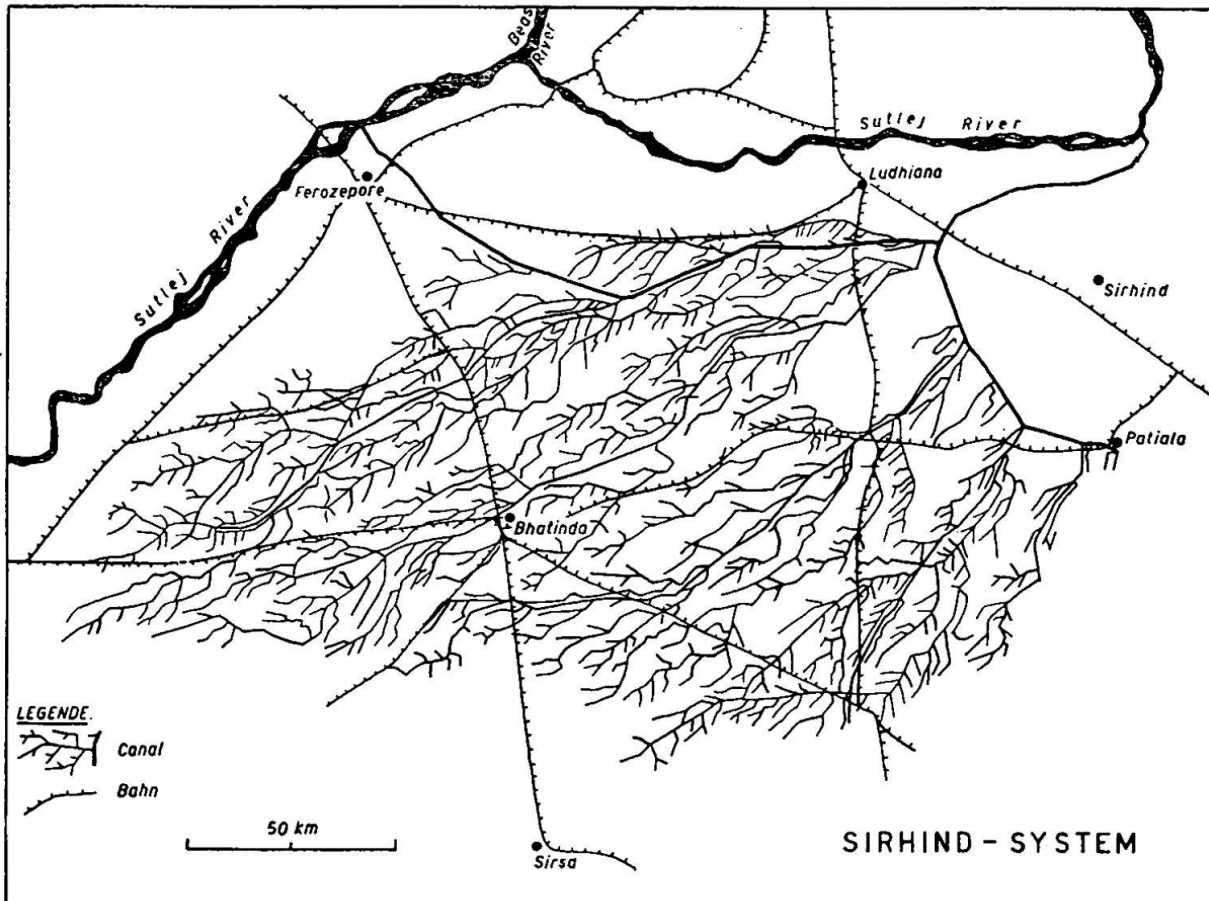 Beas
River
Sutlej River
Ludhiana
Ferozepore
Sutlej River
Sirhind
Patiala
Bhatinda
LEGENDE.
Canal
Bahn
50 km
Sirsa
SIRHIND - SYSTEM